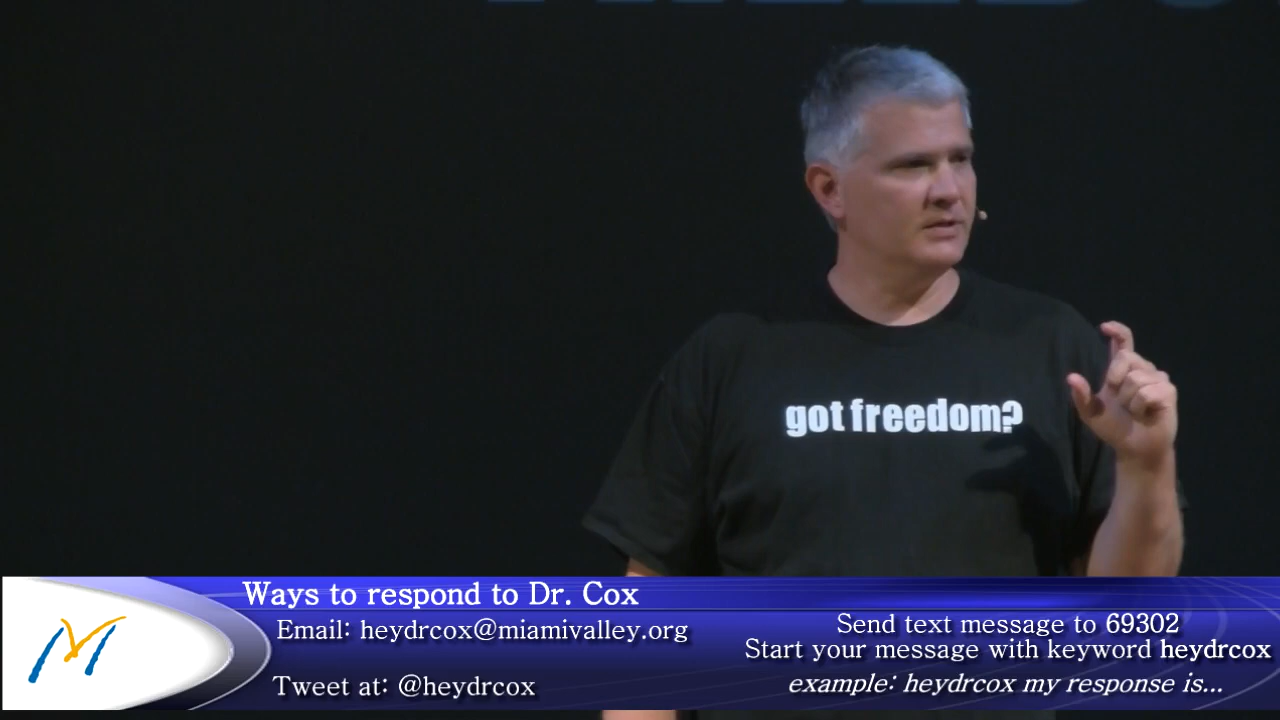 got freedom?
Ways to respond to Dr. Cox
Email: heydrcox@miamivalley.org
Tweet at: @heydrcox
Send text message to 69302
Start your message with keyword heydrcox
example: heydrcox my response is...